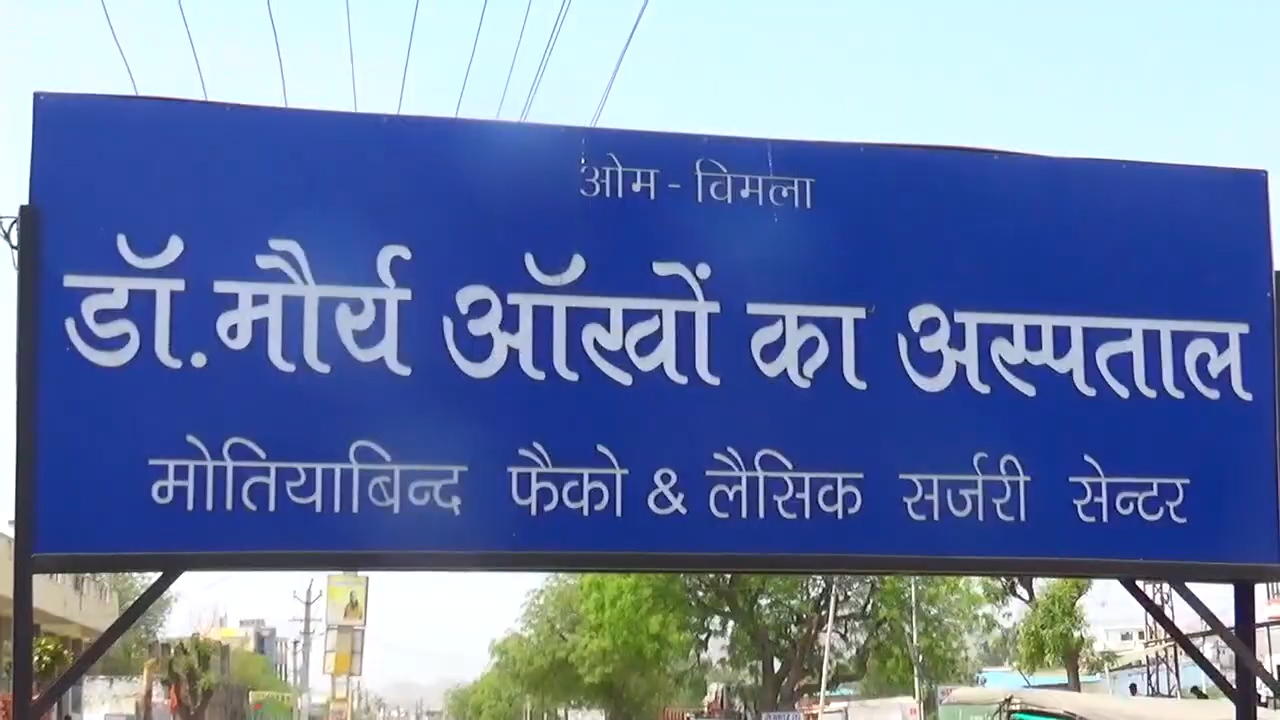 ओम - विमला
डॉ. मौर्य ऑखों का अस्पताल
मोतियाबिन्द फैको & लैसिक सर्जरी सेन्टर